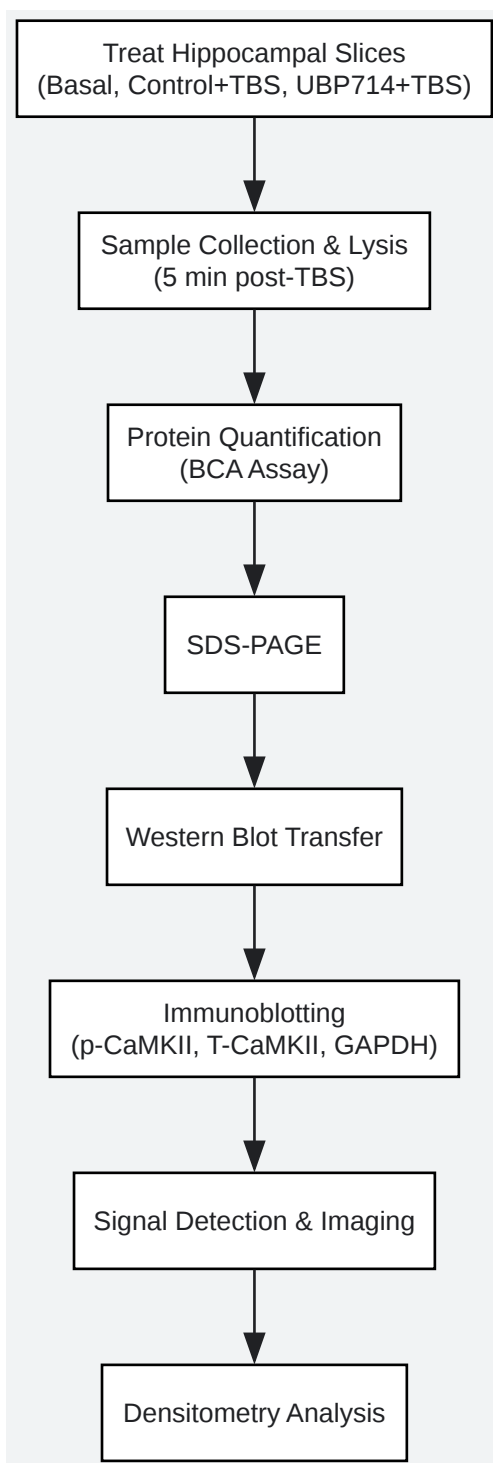 Treat Hippocampal Slices
(Basal, Control+TBS, UBP714+TBS)
Sample Collection & Lysis
(5 min post-TBS)
Protein Quantification
(BCA Assay)
SDS-PAGE
Western Blot Transfer
Immunoblotting
(p-CaMKII, T-CaMKII, GAPDH)
Signal Detection & Imaging
Densitometry Analysis